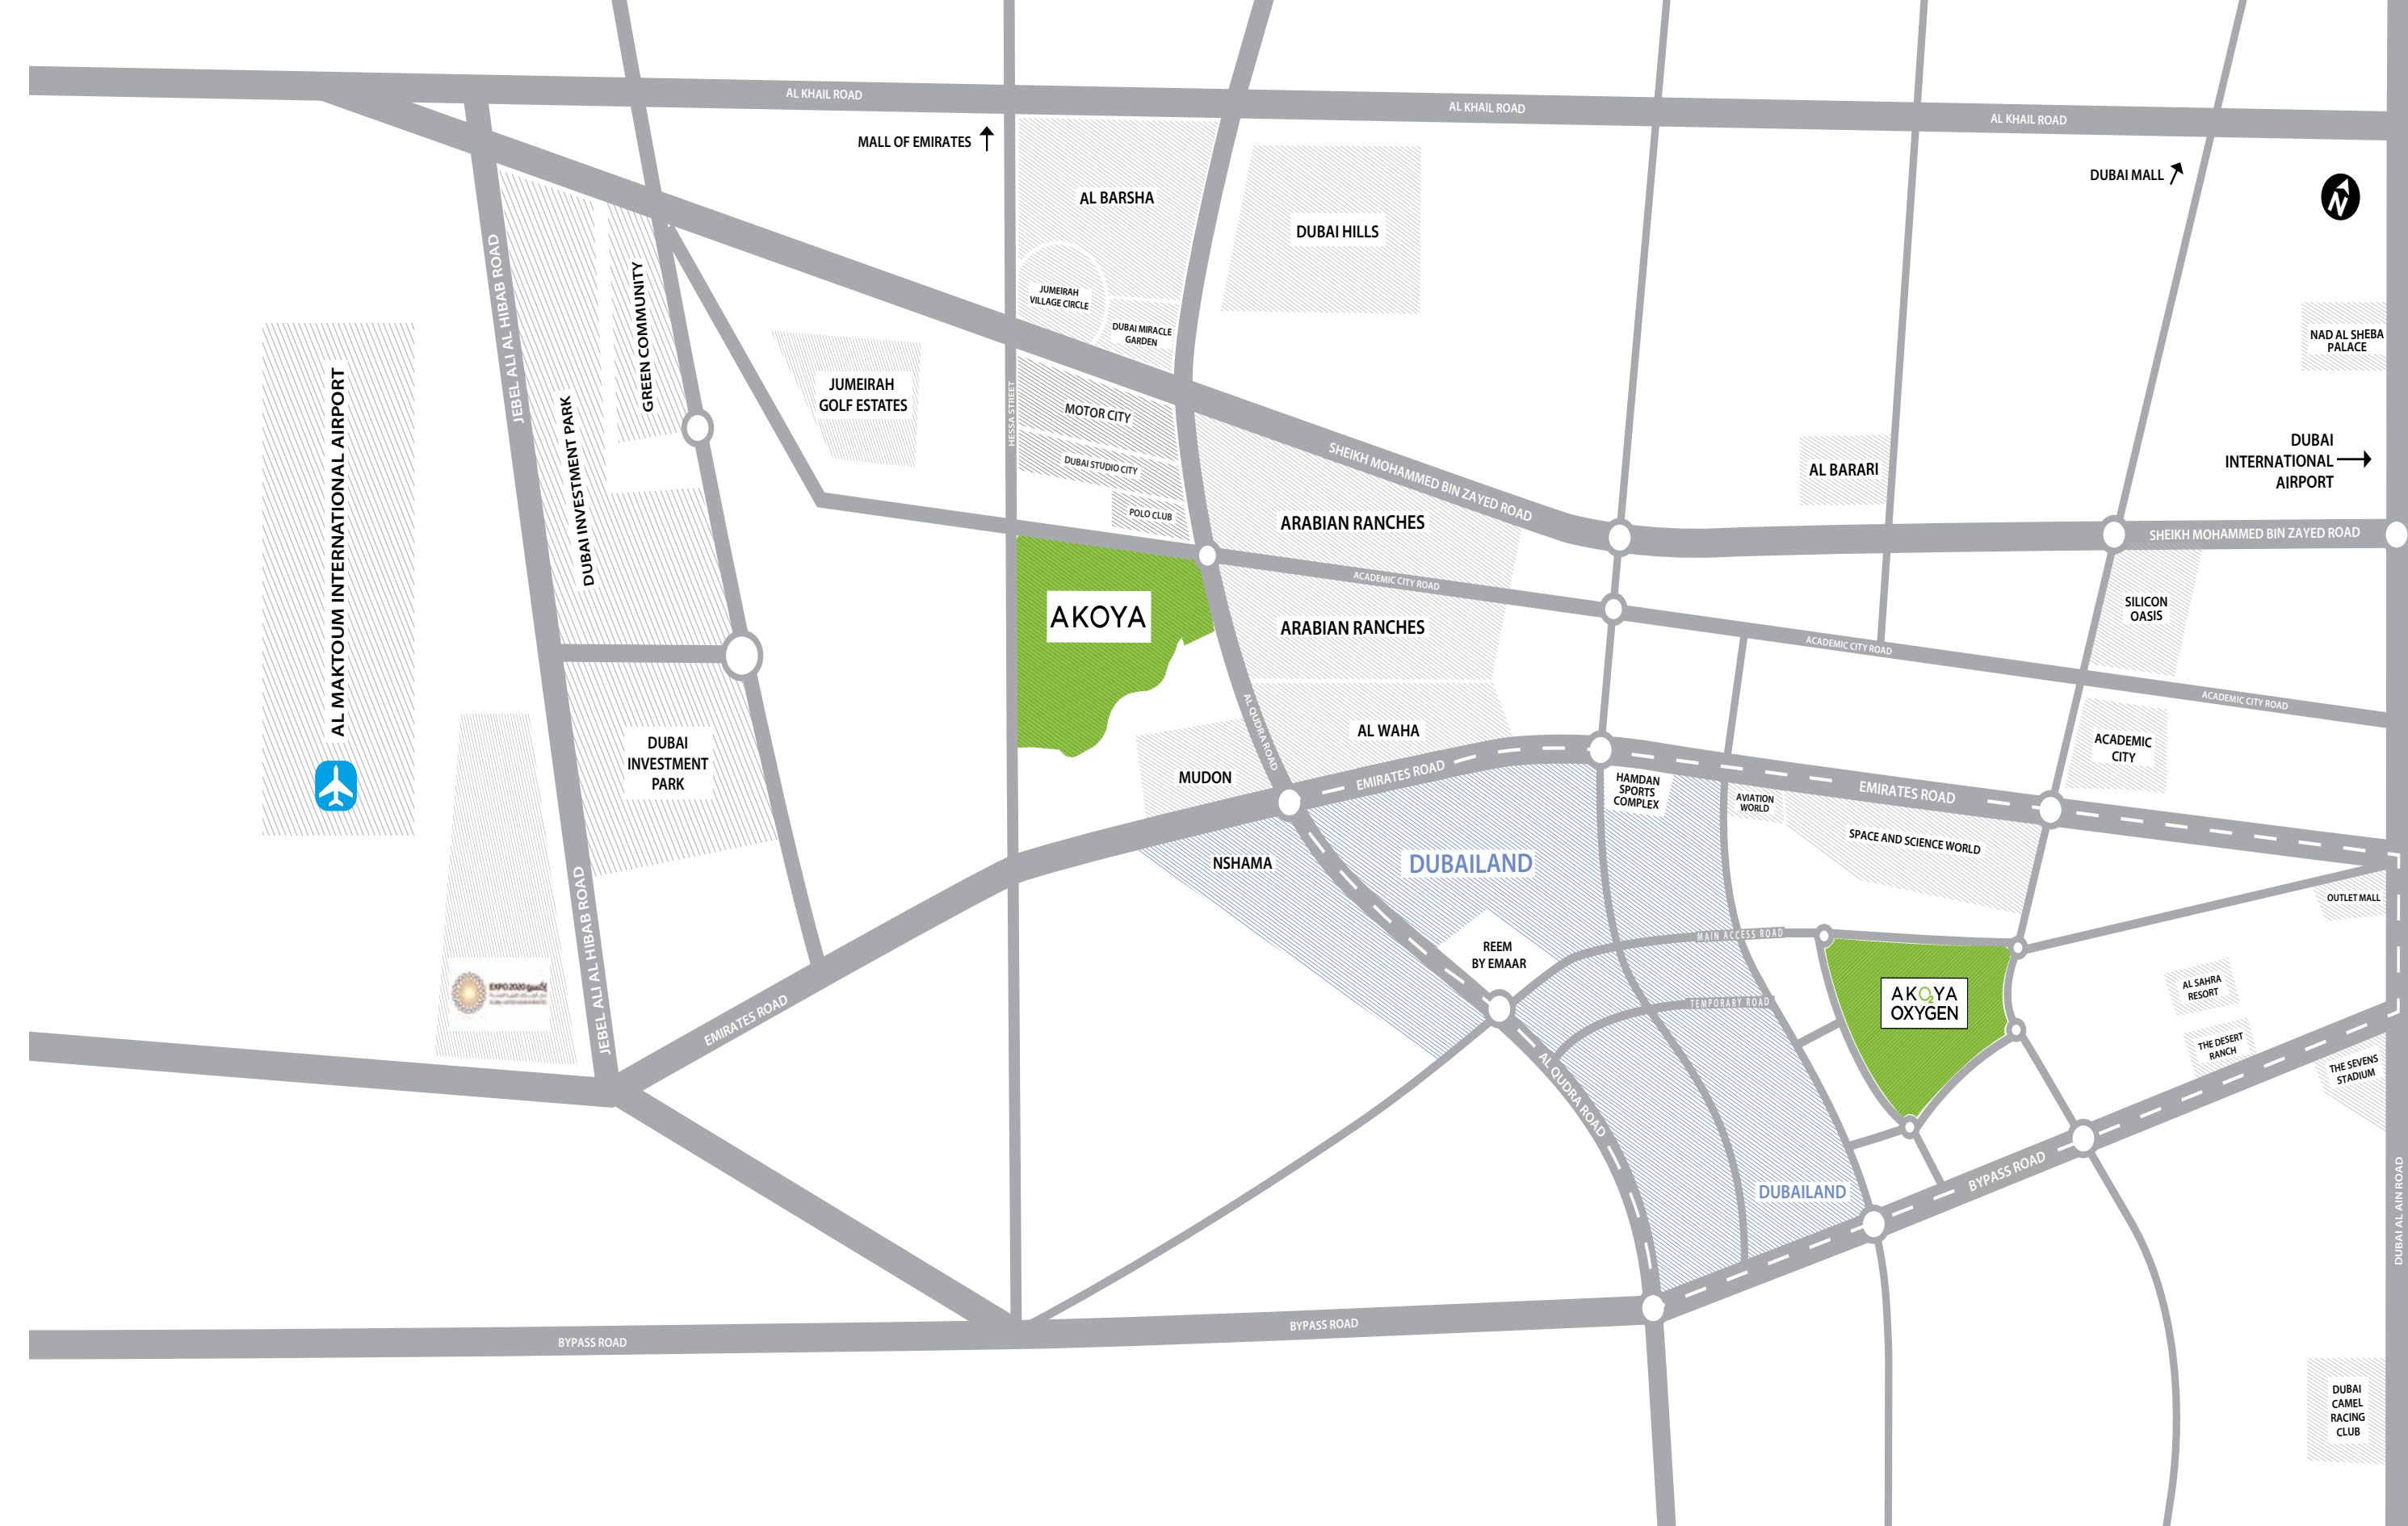 AL KHAIL ROAD
AL KHAIL ROAD
AL KHAIL ROAD
MALL OF EMIRATES
DUBAI MALL
N
AL BARSHA
DUBAI HILLS
JUMEIRAH
VILLAGE CIRCLE
DUBAI MIRACLE
GARDEN
JEBEL ALI AL HIBAB ROAD
GREEN COMMUNITY
DUBAI INVESTMENT PARK
AL MAKTOUM INTERNATIONAL AIRPORT
JUMEIRAH
GOLF ESTATES
HESSA STREET
MOTOR CITY
DUBAI STUDIO CITY
POLO CLUB
SHEIKH MOHAMMED BIN ZAYED ROAD
NAD AL SHEBA
PALACE
DUBAI
INTERNATIONAL
AIRPORT
AL BARARI
SHEIKH MOHAMMED BIN ZAYED ROAD
ARABIAN RANCHES
ACADEMIC CITY ROAD
ARABIAN RANCHES
AKOYA
SILICON
OASIS
ACADEMIC CITY ROAD
ACADEMIC CITY ROAD
AL QUDRA ROAD
AL WAHA
MUDON
EMIRATES ROAD
HAMDAN
SPORTS
COMPLEX
AVIATION
WORLD
EMIRATES ROAD
ACADEMIC
CITY
DUBAI
INVESTMENT
PARK
SPACE AND SCIENCE WORLD
NSHAMA
DUBAILAND
OUTLET MALL
REEM
BY EMAAR
MAIN ACCESS ROAD
TEMPORARY ROAD
AKO2YA
OXYGEN
AL SAHRA
RESORT
THE DESERT
RANCH
THE SEVENS
STADIUM
EXPO 2020 إكسبو
JEBEL ALI AL HIBAB ROAD
EMIRATES ROAD
AL QUDRA ROAD
DUBAILAND
BYPASS ROAD
DUBAI AL AIN ROAD
BYPASS ROAD
BYPASS ROAD
DUBAI
CAMEL
RACING
CLUB